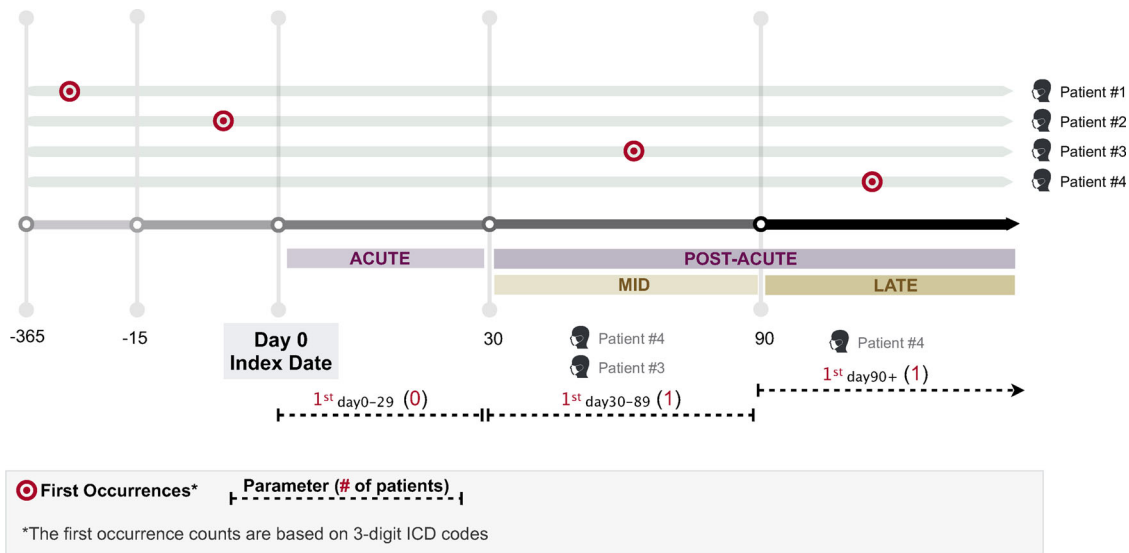 Patient #1
Patient #2
Patient #3
Patient #4
ACUTE
POST-ACUTE
MID
LATE
-365
-15
Day 0
Index Date
30
90
Patient #4
Patient #3
Patient #4
1st day0-29 (0)
1st day30-89 (1)
1st day90+ (1)
First Occurrences*
Parameter (# of patients)
*The first occurrence counts are based on 3-digit ICD codes